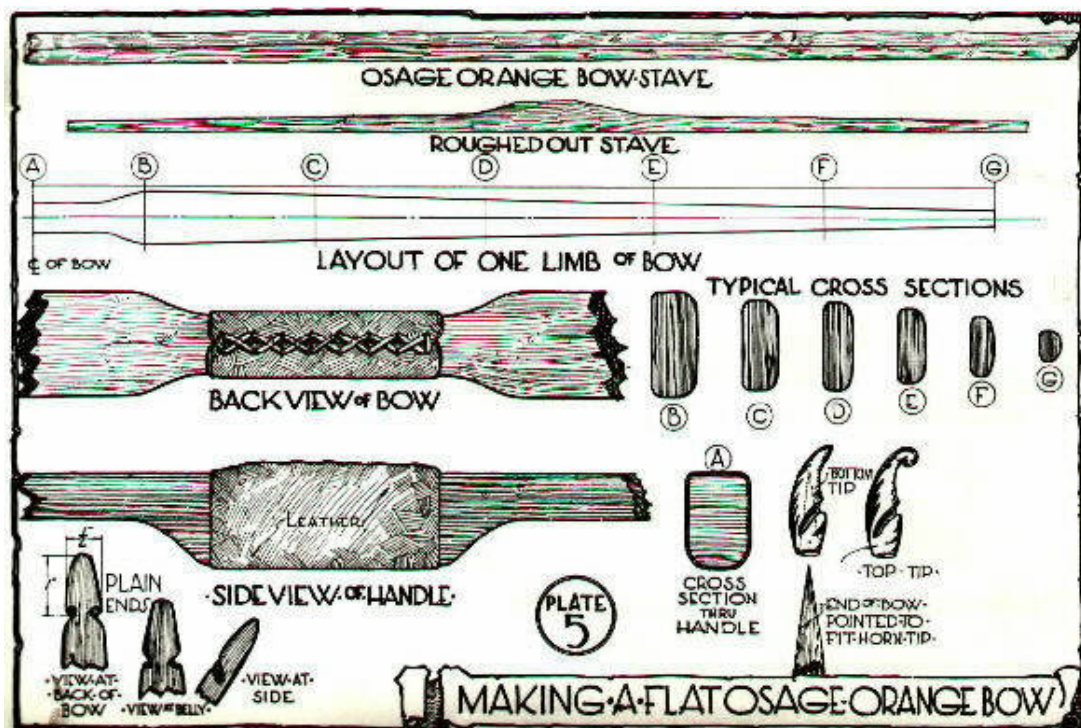 OSAGE ORANGE BOW·STAVE
ROUGHED OUT STAVE
A B C D E F G
℄ OF BOW
LAYOUT OF ONE LIMB OF BOW
TYPICAL CROSS SECTIONS
B C D E F G
BACK VIEW OF BOW
A
CROSS
SECTION
THRU
HANDLE
BOTTOM
TIP
·TOP·TIP·
END OF BOW·
POINTED·TO·
FIT·HORN·TIP·
LEATHER
·SIDE VIEW·OF·HANDLE·
PLAIN
ENDS
·VIEW·AT·
·BACK·OF·
BOW
·VIEW AT BELLY·
·VIEW·AT·
SIDE
PLATE
5
MAKING·A·FLAT OSAGE·ORANGE BOW